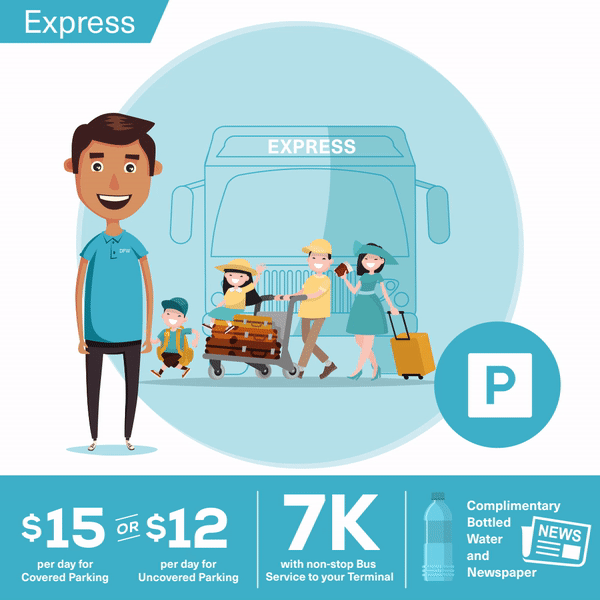 Express
EXPRESS
DFW
P
$15 OR $12
per day for
Covered Parking
per day for
Uncovered Parking
7K
with non-stop Bus
Service to your Terminal
Complimentary
Bottled
Water
and
Newspaper
NEWS